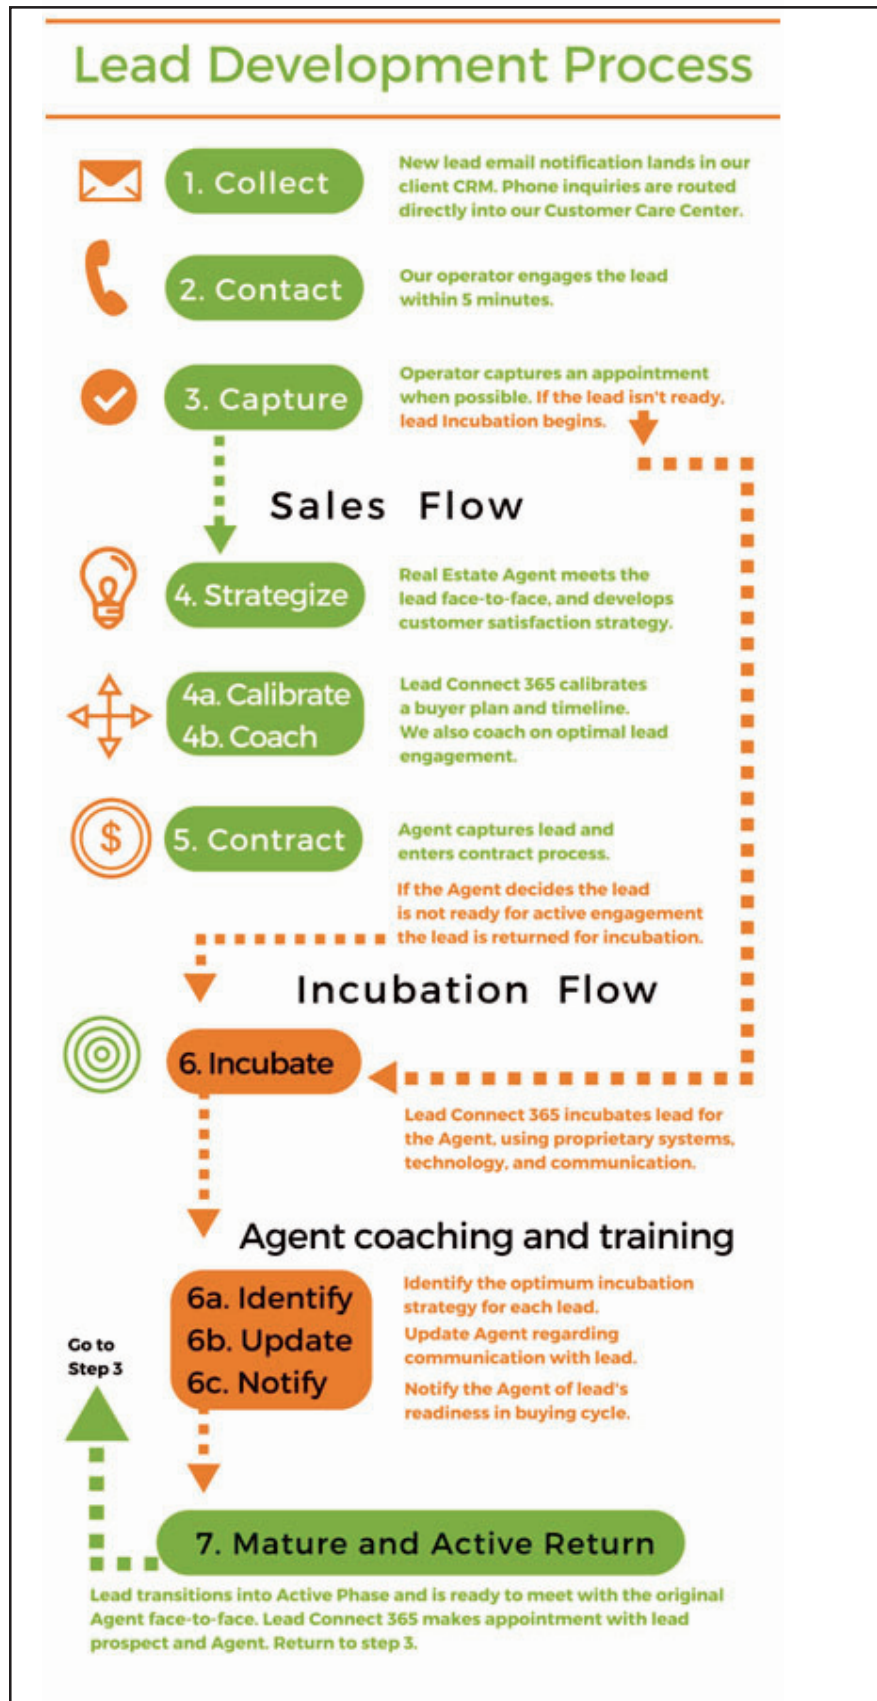 Lead Development Process
1. Collect
New lead email notification lands in our
client CRM. Phone inquiries are routed
directly into our Customer Care Center.
2. Contact
Our operator engages the lead
within 5 minutes.
3. Capture
Operator captures an appointment
when possible. If the lead isn't ready,
lead Incubation begins.
Sales Flow
4. Strategize
Real Estate Agent meets the
lead face-to-face, and develops
customer satisfaction strategy.
4a. Calibrate
4b. Coach
Lead Connect 365 calibrates
a buyer plan and timeline.
We also coach on optimal lead
engagement.
$
5. Contract
Agent captures lead and
enters contract process.
If the Agent decides the lead
is not ready for active engagement
the lead is returned for incubation.
Incubation Flow
6. Incubate
Lead Connect 365 incubates lead for
the Agent, using proprietary systems,
technology, and communication.
Agent coaching and training
6a. Identify
6b. Update
6c. Notify
Identify the optimum incubation
strategy for each lead.
Update Agent regarding
communication with lead.
Notify the Agent of lead's
readiness in buying cycle.
Go to
Step 3
7. Mature and Active Return
Lead transitions into Active Phase and is ready to meet with the original
Agent face-to-face. Lead Connect 365 makes appointment with lead
prospect and Agent. Return to step 3.